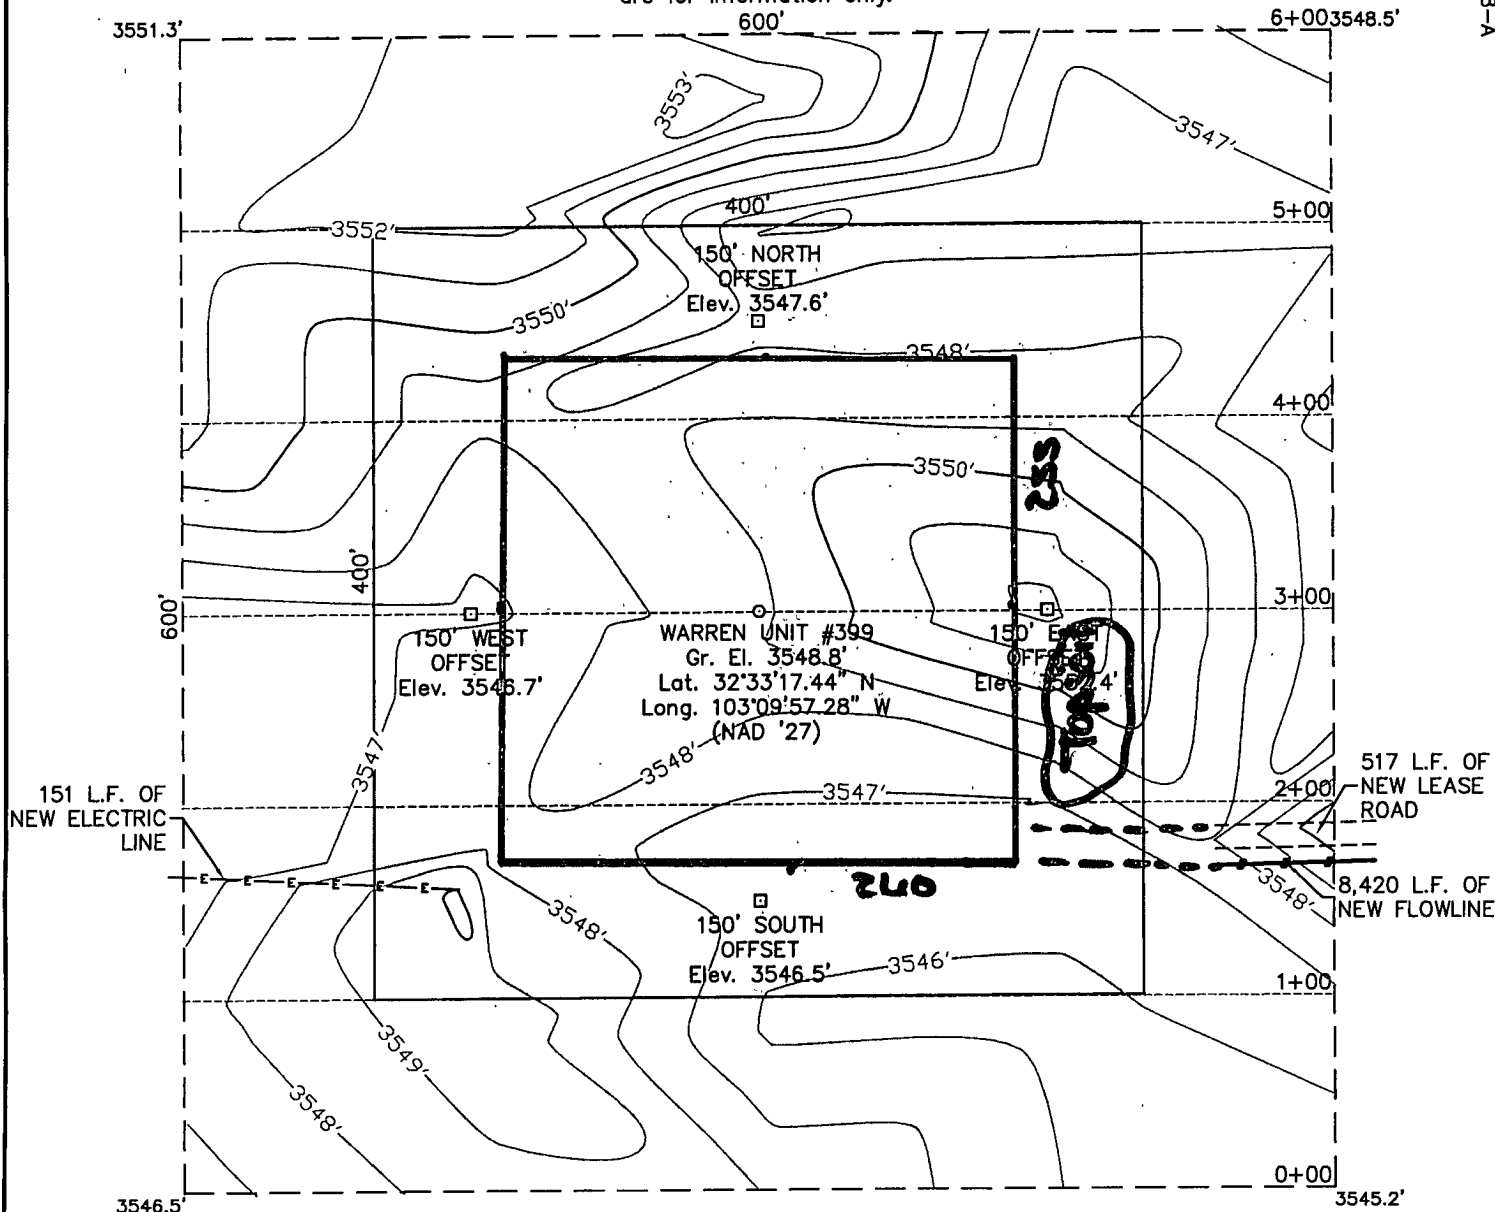 are for information only.
3551.3'
600'
6+00
3548.5'
B-A
3553'
3547'
400'
5+00
3552'
150' NORTH
OFFSET
Elev. 3547.6'
3550'
3548'
4+00
3550'
255
400'
600'
3+00
150' WEST
OFFSET
Elev. 3546.7'
WARREN UNIT #399
Gr. El. 3548.8'
Lat. 32°33'17.44" N
Long. 103°09'57.28" W
(NAD '27)
TOPSOIL
3547'
3548'
3547'
2+00
151 L.F. OF
NEW ELECTRIC
LINE
517 L.F. OF
NEW LEASE
ROAD
E E E E E E
240
3548'
8,420 L.F. OF
NEW FLOWLINE
3548'
150' SOUTH
OFFSET
Elev. 3546.5'
3546'
1+00
3549'
3548'
0+00
3546.5'
3545.2'